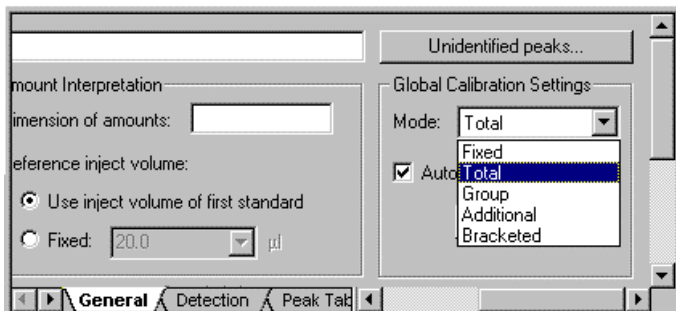 Unidentified peaks...
mount Interpretation
imension of amounts:
eference inject volume:
Use inject volume of first standard
Fixed: 20.0 µl
Global Calibration Settings
Mode: Total
Auto
Fixed
Total
Group
Additional
Bracketed
General Detection Peak Tab